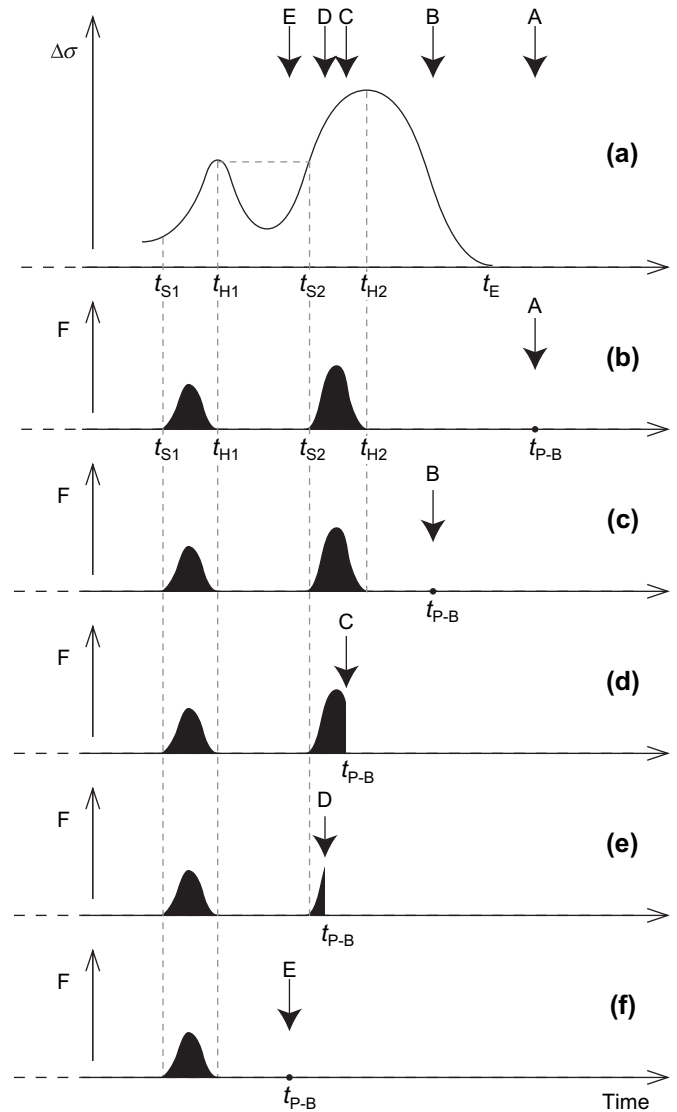 E D C B A
Δσ
(a)
tS1 tH1 tS2 tH2 tE
A
F
(b)
tS1 tH1 tS2 tH2 tP-B
B
F
(c)
tP-B
C
F
(d)
tP-B
D
F
(e)
tP-B
E
F
(f)
tP-B
Time